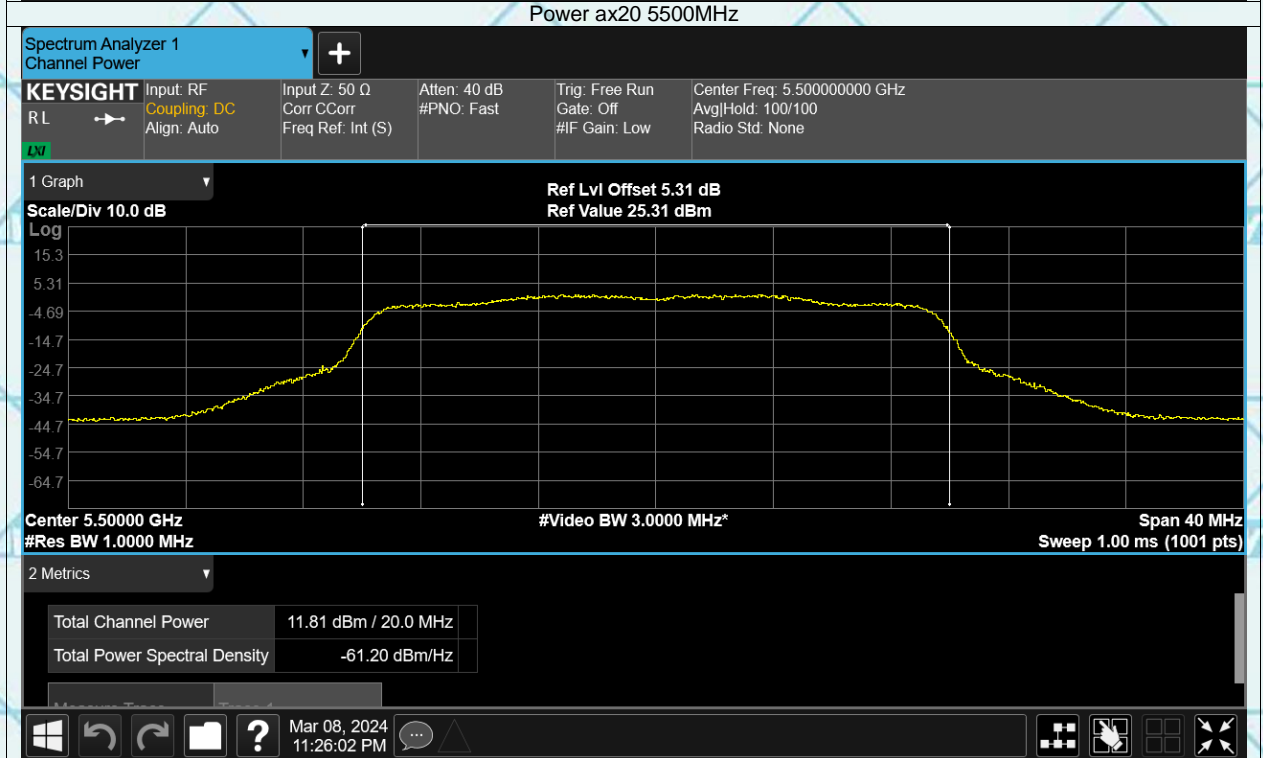 Power ax20 5500MHz
Spectrum Analyzer 1
Channel Power
KEYSIGHT
R L
LXI
Input: RF
Coupling: DC
Align: Auto
Input Z: 50 Ω
Corr CCorr
Freq Ref: Int (S)
Atten: 40 dB
#PNO: Fast
Trig: Free Run
Gate: Off
#IF Gain: Low
Center Freq: 5.500000000 GHz
Avg|Hold: 100/100
Radio Std: None
1 Graph
Ref Lvl Offset 5.31 dB
Scale/Div 10.0 dB
Ref Value 25.31 dBm
Log
15.3
5.31
-4.69
-14.7
-24.7
-34.7
-44.7
-54.7
-64.7
Center 5.50000 GHz
#Video BW 3.0000 MHz*
Span 40 MHz
#Res BW 1.0000 MHz
Sweep 1.00 ms (1001 pts)
2 Metrics
Total Channel Power 11.81 dBm / 20.0 MHz
Total Power Spectral Density -61.20 dBm/Hz
Mar 08, 2024
11:26:02 PM